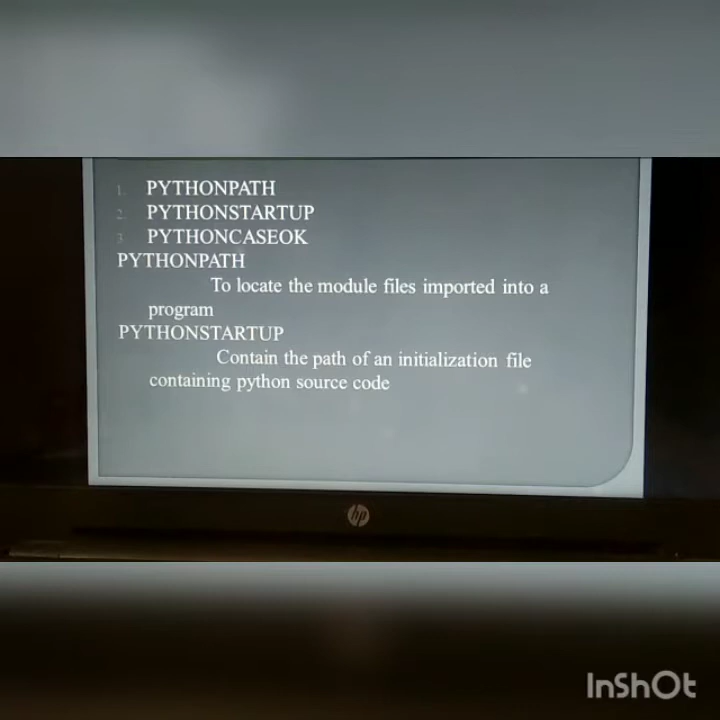 1. PYTHONPATH
2. PYTHONSTARTUP
3. PYTHONCASEOK
PYTHONPATH
To locate the module files imported into a
program
PYTHONSTARTUP
Contain the path of an initialization file
containing python source code
hp
InShOt